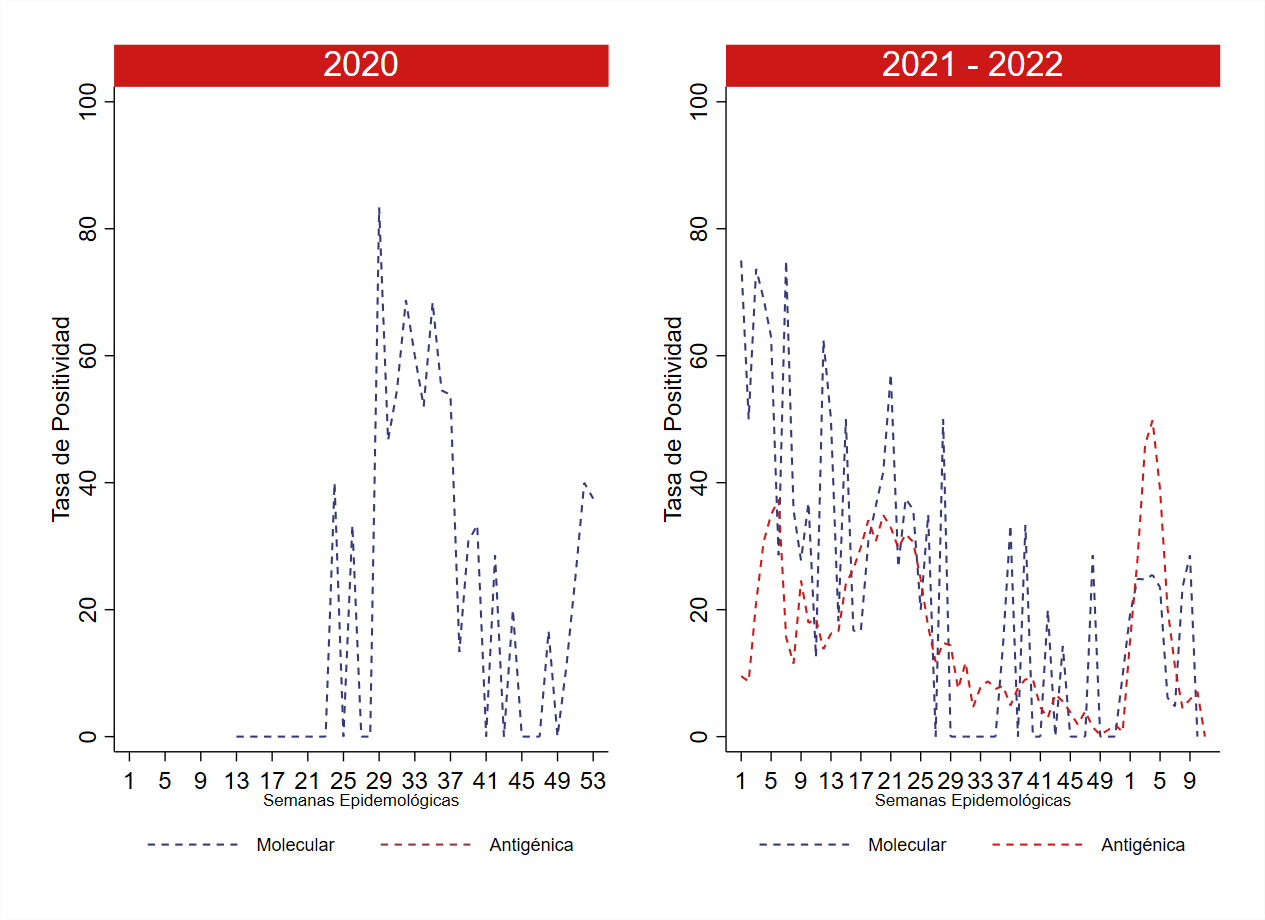 2020
Tasa de Positividad
100
80
60
40
20
0
1 5 9 13 17 21 25 29 33 37 41 45 49 53
Semanas Epidemológicas
Molecular Antigénica
2021 - 2022
Tasa de Positividad
100
80
60
40
20
0
1 5 9 13 17 21 25 29 33 37 41 45 49 1 5 9
Semanas Epidemológicas
Molecular Antigénica